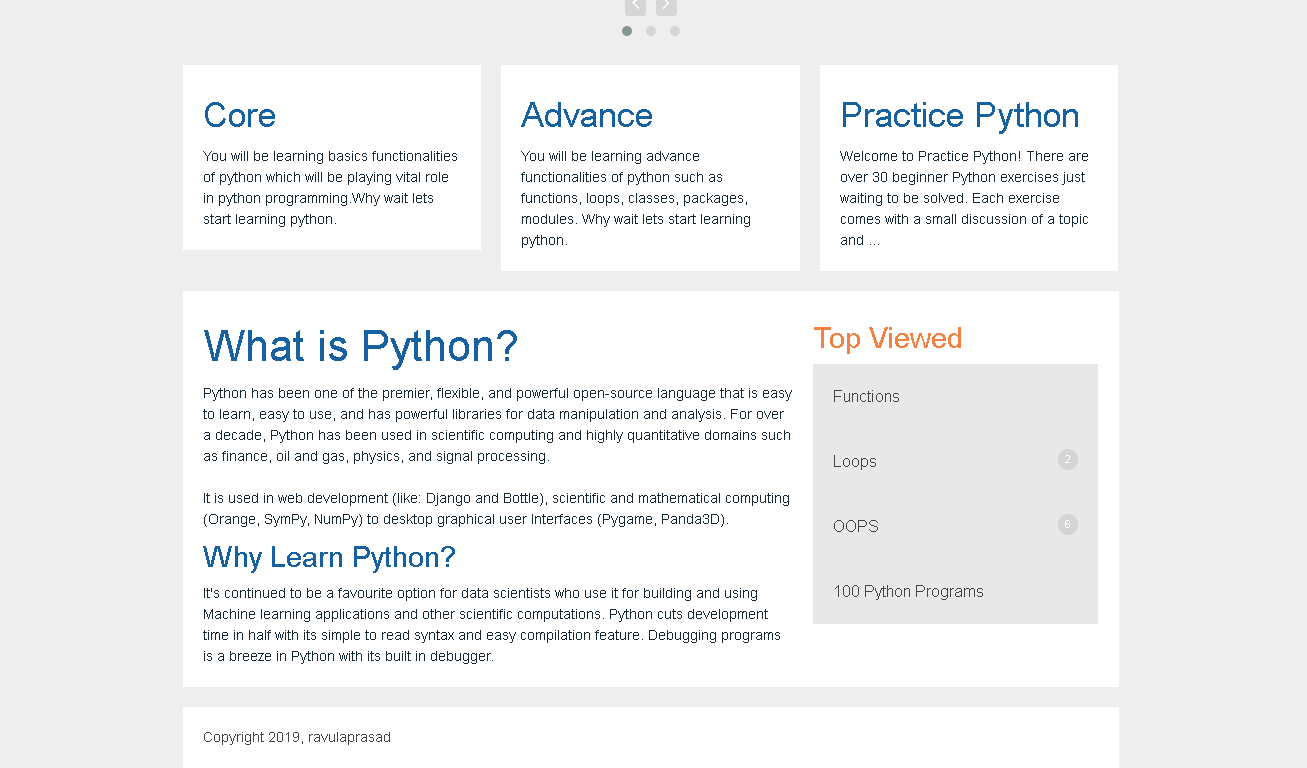 Core
You will be learning basics functionalities
of python which will be playing vital role
in python programming.Why wait lets
start learning python.
Advance
You will be learning advance
functionalities of python such as
functions, loops, classes, packages,
modules. Why wait lets start learning
python.
Practice Python
Welcome to Practice Python! There are
over 30 beginner Python exercises just
waiting to be solved. Each exercise
comes with a small discussion of a topic
and ...
What is Python?
Python has been one of the premier, flexible, and powerful open-source language that is easy
to learn, easy to use, and has powerful libraries for data manipulation and analysis. For over
a decade, Python has been used in scientific computing and highly quantitative domains such
as finance, oil and gas, physics, and signal processing.
It is used in web development (like: Django and Bottle), scientific and mathematical computing
(Orange, SymPy, NumPy) to desktop graphical user Interfaces (Pygame, Panda3D).
Why Learn Python?
It's continued to be a favourite option for data scientists who use it for building and using
Machine learning applications and other scientific computations. Python cuts development
time in half with its simple to read syntax and easy compilation feature. Debugging programs
is a breeze in Python with its built in debugger.
Top Viewed
Functions
Loops 2
OOPS 6
100 Python Programs
Copyright 2019, ravulaprasad